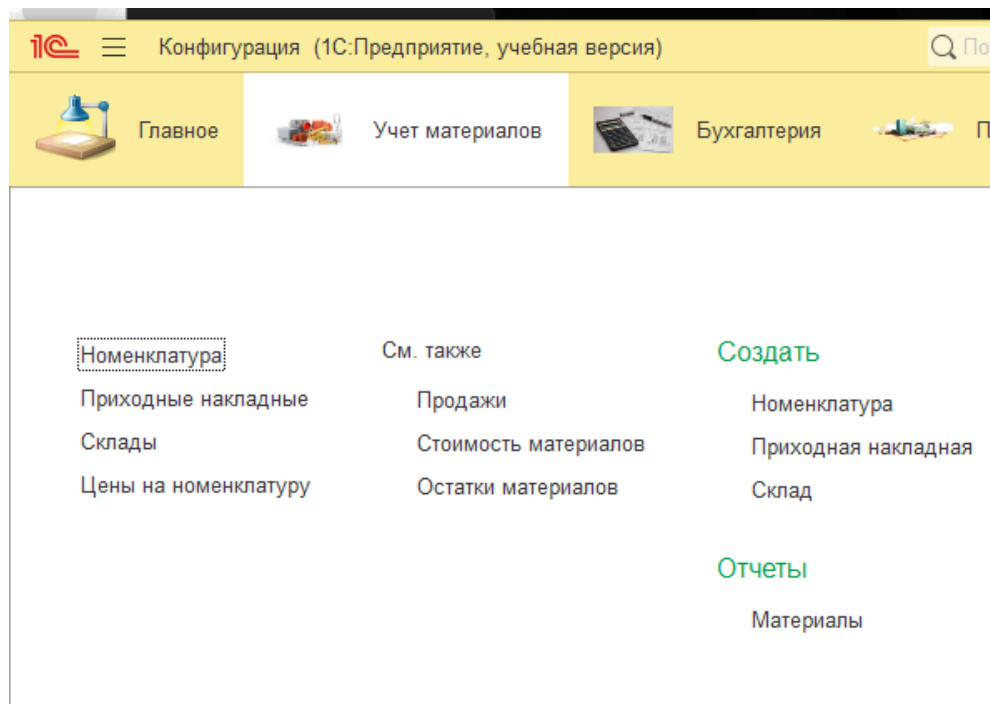 1С Конфигурация (1С:Предприятие, учебная версия)
Главное
Учет материалов
Бухгалтерия
Номенклатура
Приходные накладные
Склады
Цены на номенклатуру
См. также
Продажи
Стоимость материалов
Остатки материалов
Создать
Номенклатура
Приходная накладная
Склад
Отчеты
Материалы